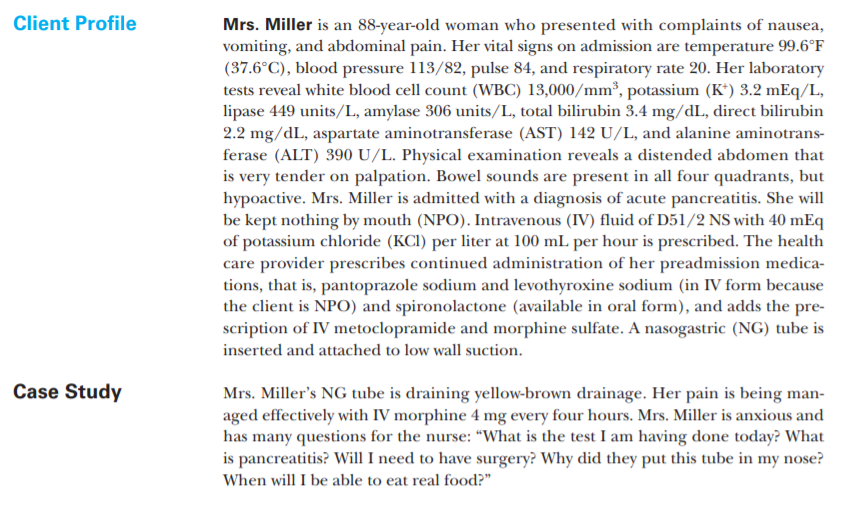 Client Profile
Mrs. Miller is an 88-year-old woman who presented with complaints of nausea,
vomiting, and abdominal pain. Her vital signs on admission are temperature 99.6°F
(37.6°C), blood pressure 113/82, pulse 84, and respiratory rate 20. Her laboratory
tests reveal white blood cell count (WBC) 13,000/mm³, potassium (K⁺) 3.2 mEq/L,
lipase 449 units/L, amylase 306 units/L, total bilirubin 3.4 mg/dL, direct bilirubin
2.2 mg/dL, aspartate aminotransferase (AST) 142 U/L, and alanine aminotrans-
ferase (ALT) 390 U/L. Physical examination reveals a distended abdomen that
is very tender on palpation. Bowel sounds are present in all four quadrants, but
hypoactive. Mrs. Miller is admitted with a diagnosis of acute pancreatitis. She will
be kept nothing by mouth (NPO). Intravenous (IV) fluid of D51/2 NS with 40 mEq
of potassium chloride (KCl) per liter at 100 mL per hour is prescribed. The health
care provider prescribes continued administration of her preadmission medica-
tions, that is, pantoprazole sodium and levothyroxine sodium (in IV form because
the client is NPO) and spironolactone (available in oral form), and adds the pre-
scription of IV metoclopramide and morphine sulfate. A nasogastric (NG) tube is
inserted and attached to low wall suction.
Case Study
Mrs. Miller's NG tube is draining yellow-brown drainage. Her pain is being man-
aged effectively with IV morphine 4 mg every four hours. Mrs. Miller is anxious and
has many questions for the nurse: "What is the test I am having done today? What
is pancreatitis? Will I need to have surgery? Why did they put this tube in my nose?
When will I be able to eat real food?"